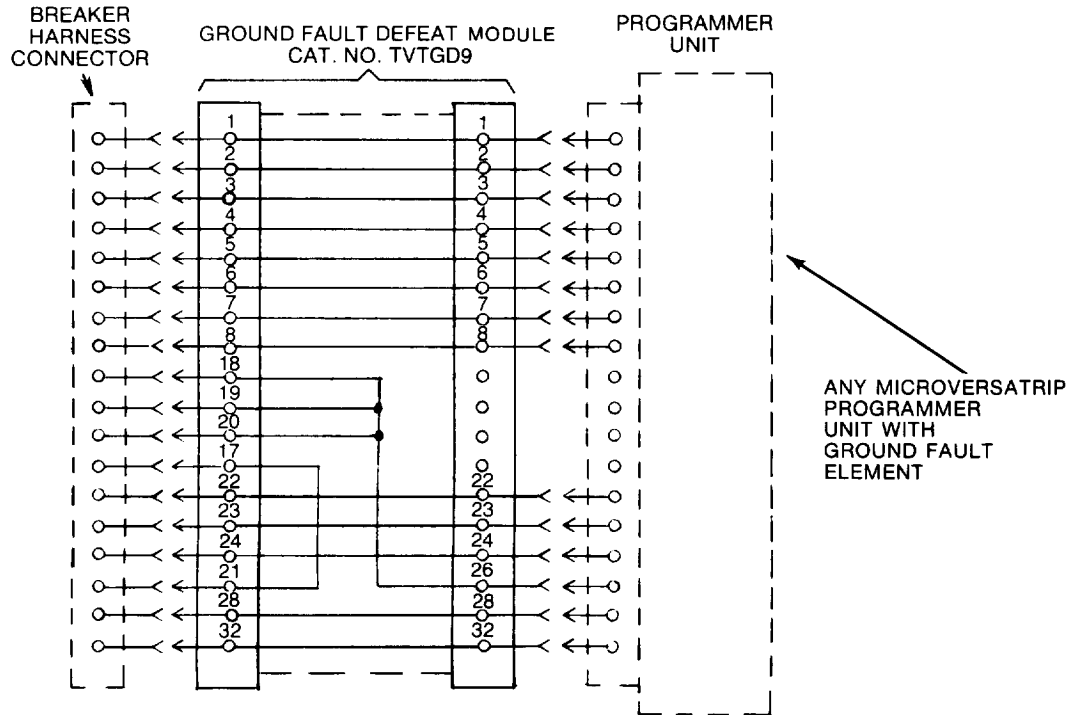 BREAKER
HARNESS
CONNECTOR
GROUND FAULT DEFEAT MODULE
CAT. NO. TVTGD9
PROGRAMMER
UNIT
1 1
2 2
3 3
4 4
5 5
6 6
7 7
8 8
18
19
20
17
22 22
23 23
24 24
21 26
28 28
32 32
ANY MICROVERSATRIP
PROGRAMMER
UNIT WITH
GROUND FAULT
ELEMENT